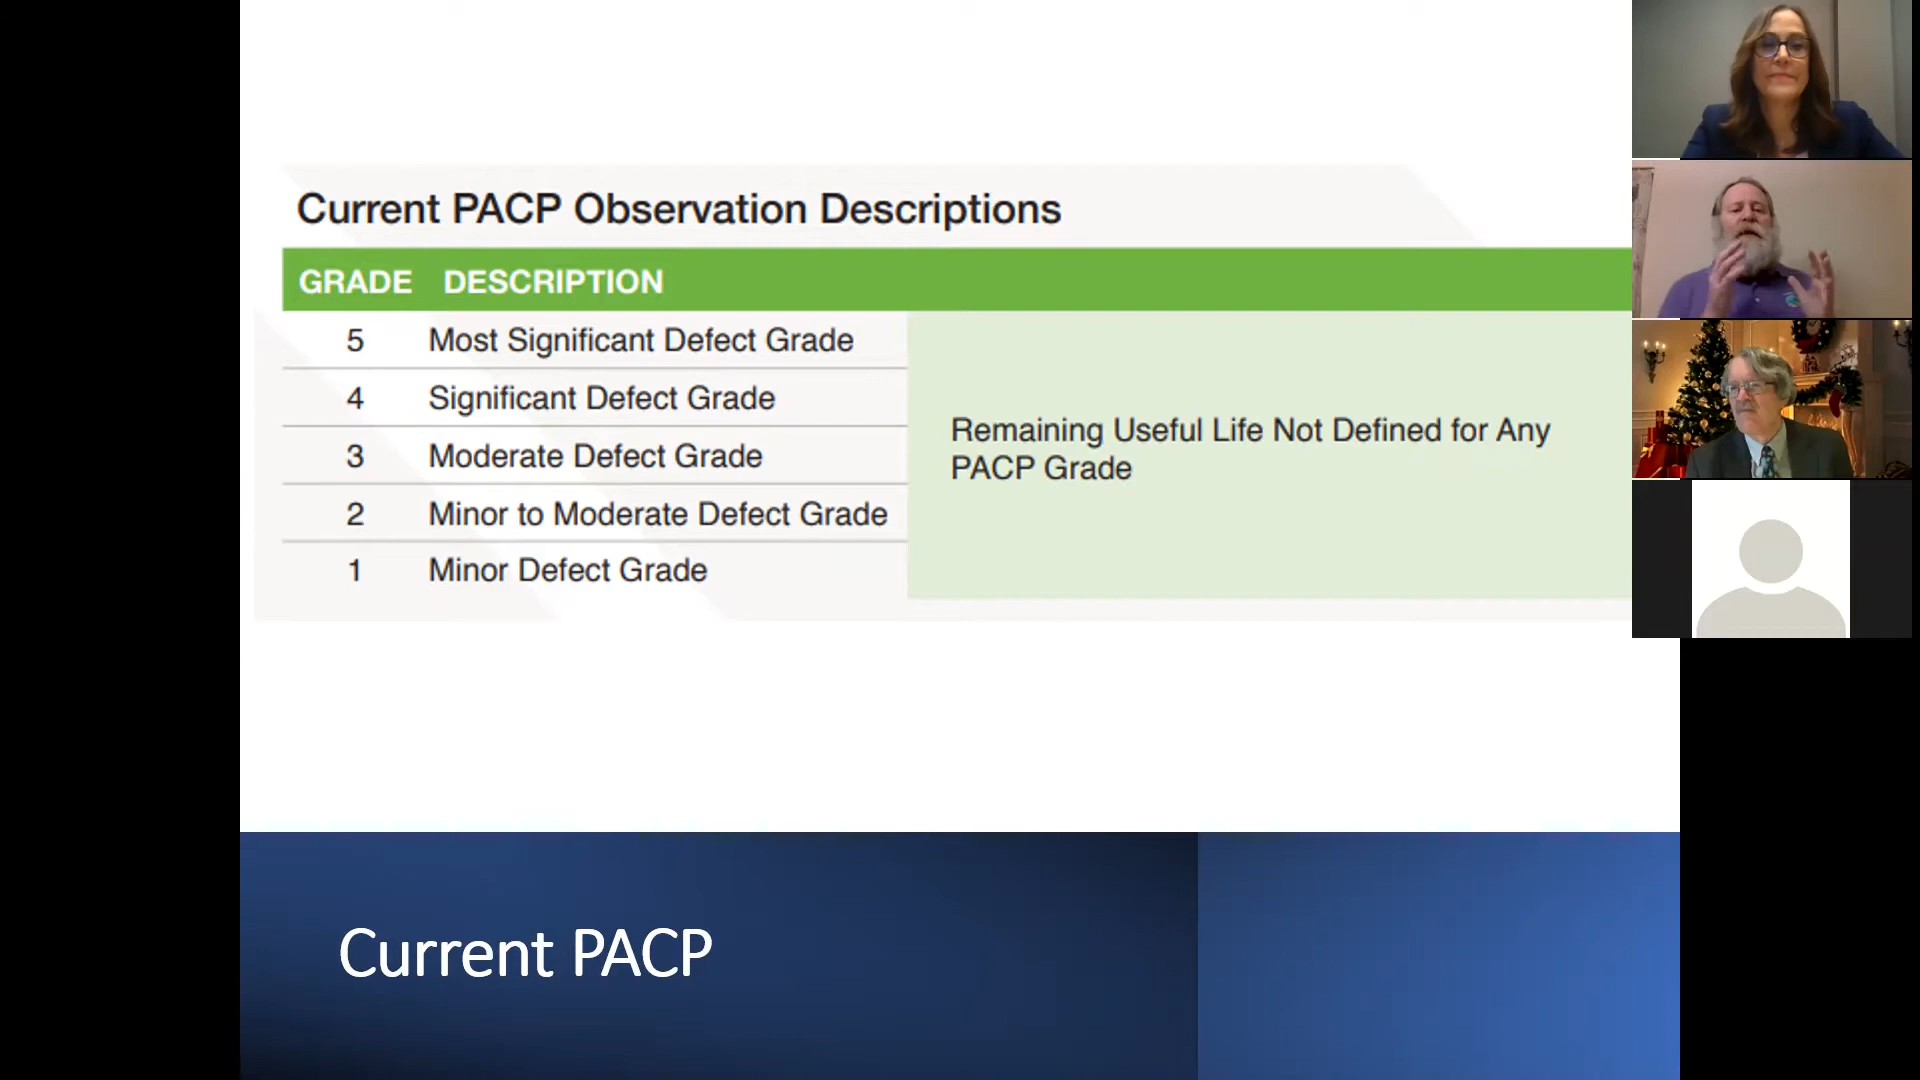 Current PACP Observation Descriptions
GRADE DESCRIPTION
5 Most Significant Defect Grade
4 Significant Defect Grade
3 Moderate Defect Grade
2 Minor to Moderate Defect Grade
1 Minor Defect Grade
Remaining Useful Life Not Defined for Any
PACP Grade
Current PACP